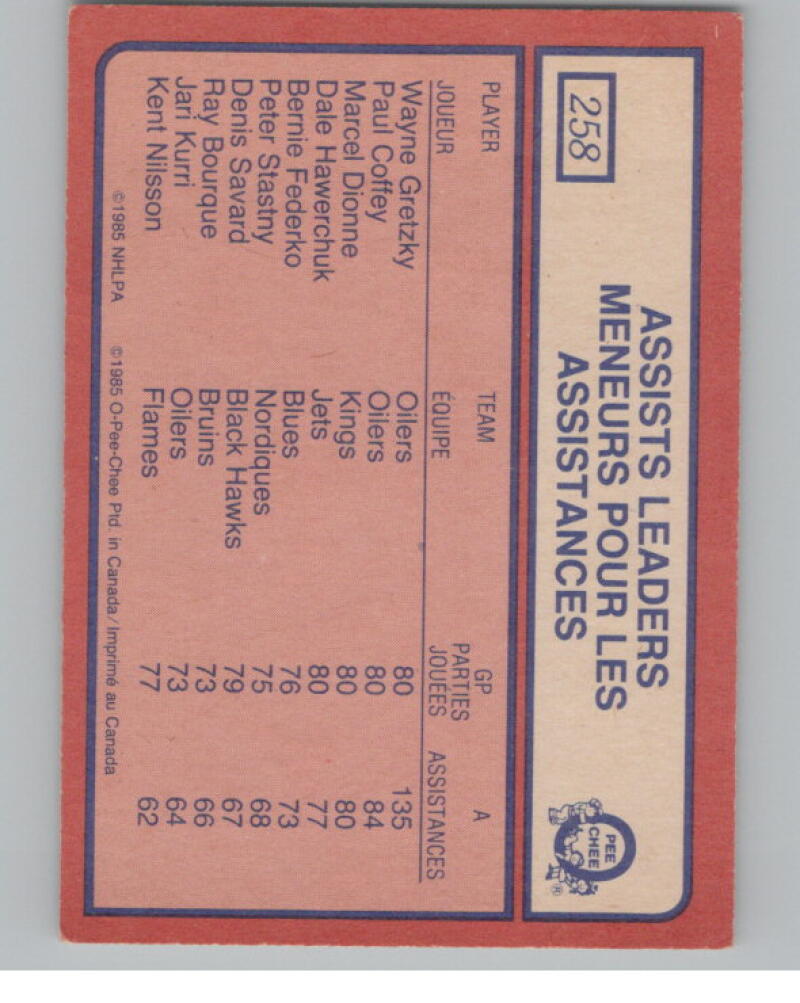 258
ASSISTS LEADERS
MENEURS POUR LES
ASSISTANCES
PEE
CHEE
®
PLAYER TEAM GP A
JOUEUR ÉQUIPE PARTIES JOUÉES ASSISTANCES
Wayne Gretzky Oilers 80 135
Paul Coffey Oilers 80 84
Marcel Dionne Kings 80 80
Dale Hawerchuk Jets 80 77
Bernie Federko Blues 76 73
Peter Stastny Nordiques 75 68
Denis Savard Black Hawks 79 67
Ray Bourque Bruins 73 66
Jari Kurri Oilers 73 64
Kent Nilsson Flames 77 62
©1985 NHLPA ©1985 O-Pee-Chee Ptd. in Canada/Imprimé au Canada